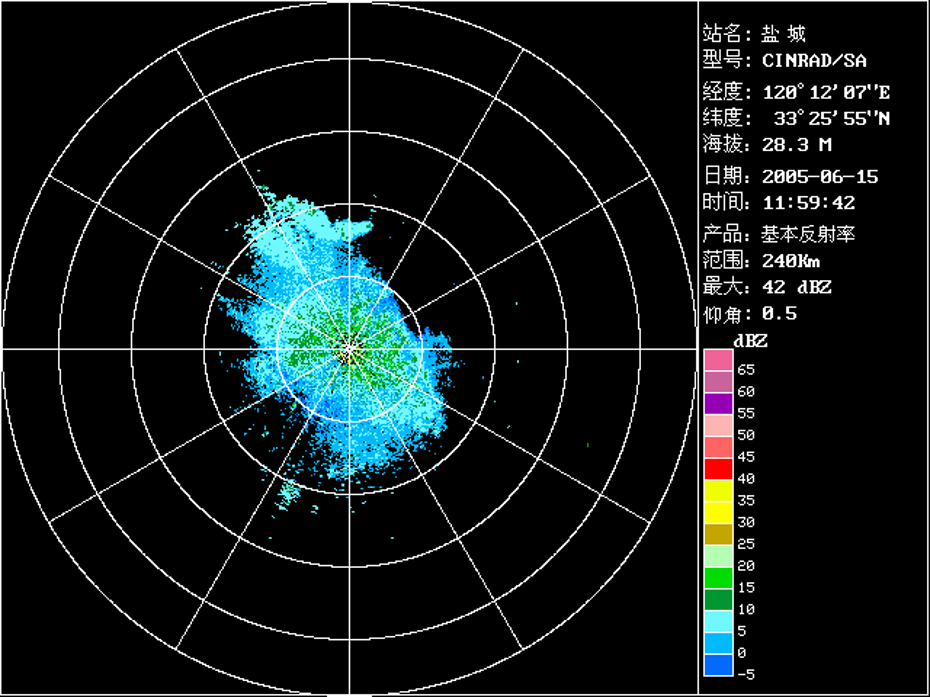 站名: 盐 城
型号: CINRAD/SA
经度: 120°12'07"E
纬度: 33°25'55"N
海拔: 28.3 M
日期: 2005-06-15
时间: 11:59:42
产品: 基本反射率
范围: 240Km
最大: 42 dBZ
仰角: 0.5
dBZ
65
60
55
50
45
40
35
30
25
20
15
10
5
0
-5